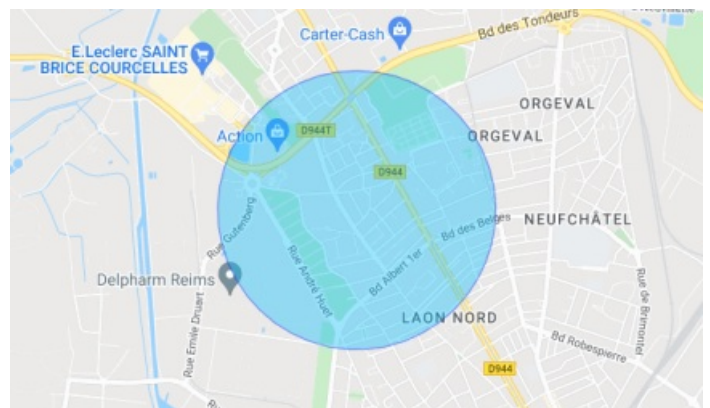 Carter-Cash
Bd des Tondeurs
E.Leclerc SAINT
BRICE COURCELLES
ORGEVAL
Action
D944T
ORGEVAL
D944
Rue Gutenberg
Bd des Belges
NEUFCHÂTEL
Rue André Huet
Bd Albert 1er
Delpharm Reims
Rue de Brimontel
Rue Emile Druart
LAON NORD
Bd Robespierre
D944